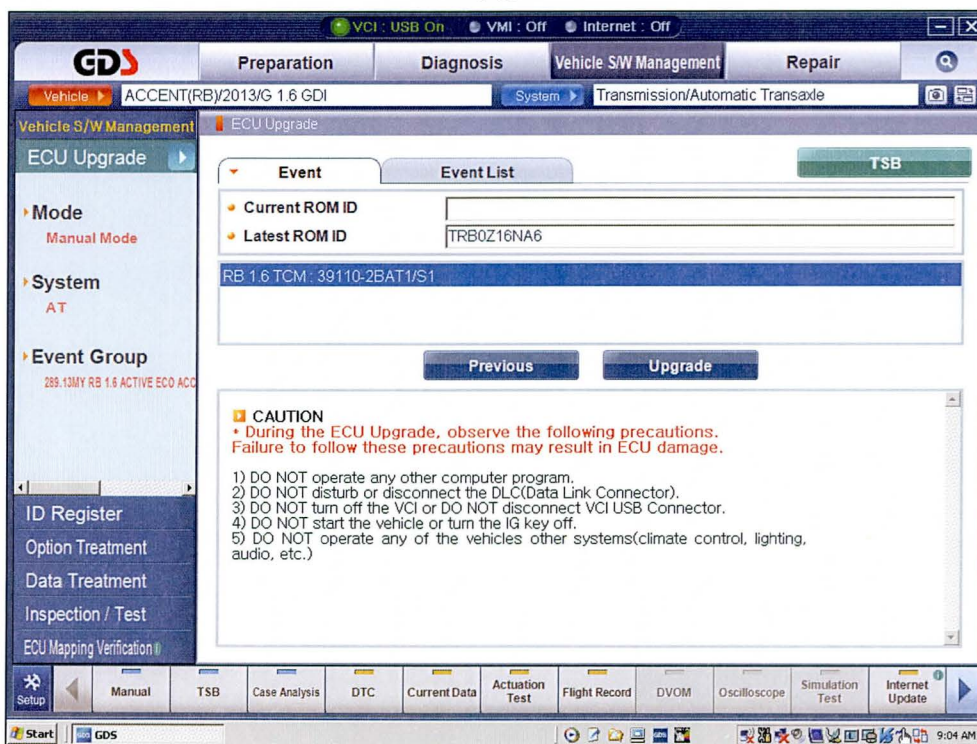 VCI : USB On VMI : Off Internet : Off
GDS Preparation Diagnosis Vehicle S/W Management Repair
Vehicle ACCENT(RB)/2013/G 1.6 GDI System Transmission/Automatic Transaxle
Vehicle S/W Management ECU Upgrade
ECU Upgrade
Event Event List TSB
Mode
Manual Mode
Current ROM ID
Latest ROM ID TRB0Z16NA6
System
AT
RB 1.6 TCM : 39110-2BAT1/S1
Event Group
289.13MY RB 1.6 ACTIVE ECO ACC
Previous Upgrade
CAUTION
• During the ECU Upgrade, observe the following precautions.
Failure to follow these precautions may result in ECU damage.
1) DO NOT operate any other computer program.
2) DO NOT disturb or disconnect the DLC(Data Link Connector).
3) DO NOT turn off the VCI or DO NOT disconnect VCI USB Connector.
4) DO NOT start the vehicle or turn the IG key off.
5) DO NOT operate any of the vehicles other systems(climate control, lighting,
audio, etc.)
ID Register
Option Treatment
Data Treatment
Inspection / Test
ECU Mapping Verification
Setup Manual TSB Case Analysis DTC Current Data Actuation Test Flight Record DVOM Oscilloscope Simulation Test Internet Update
Start GDS 9:04 AM